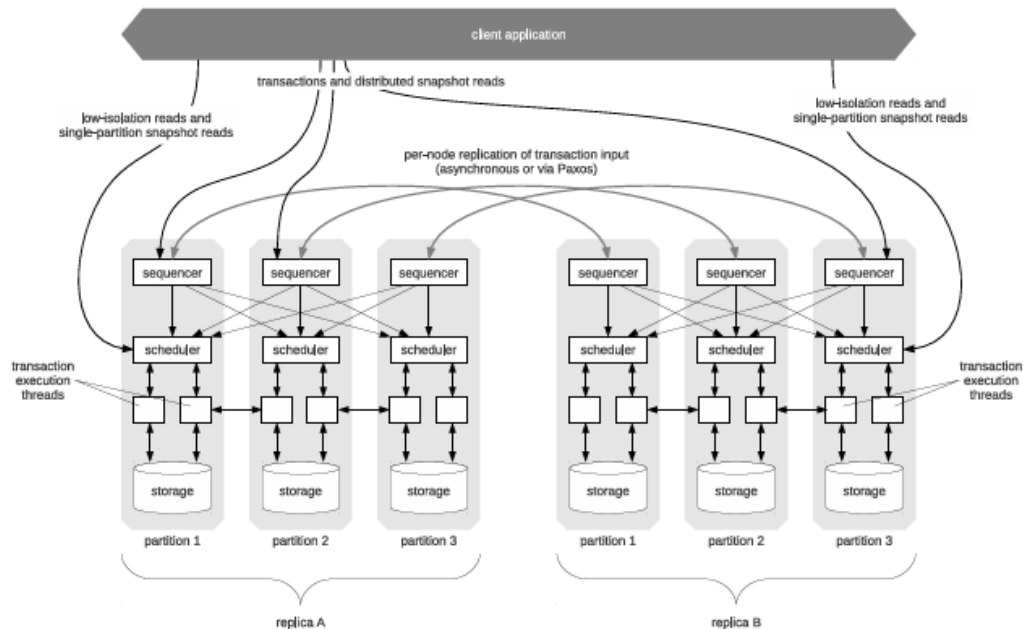 client application
transactions and distributed snapshot reads
low-isolation reads and
single-partition snapshot reads
low-isolation reads and
single-partition snapshot reads
per-node replication of transaction input
(asynchronous or via Paxos)
sequencer
sequencer
sequencer
sequencer
sequencer
sequencer
scheduler
scheduler
scheduler
scheduler
scheduler
scheduler
transaction
execution
threads
transaction
execution
threads
storage
storage
storage
storage
storage
storage
partition 1
partition 2
partition 3
partition 1
partition 2
partition 3
replica A
replica B